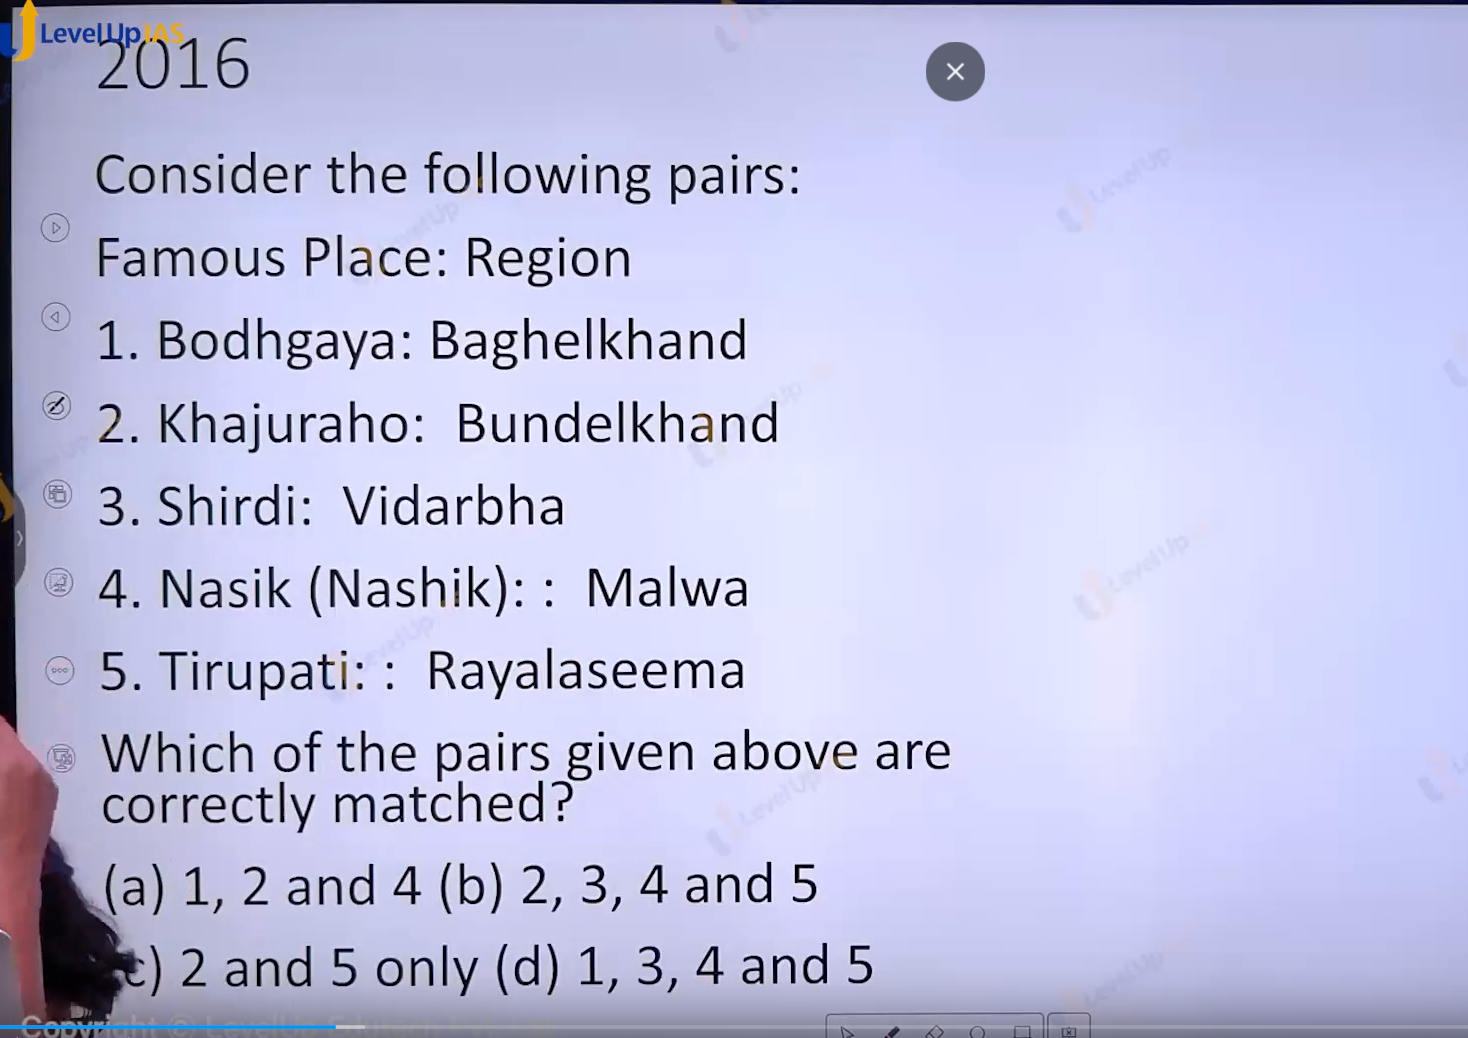 LevelUp IAS
2016
Consider the following pairs:
Famous Place: Region
1. Bodhgaya: Baghelkhand
2. Khajuraho:  Bundelkhand
3. Shirdi:  Vidarbha
4. Nasik (Nashik): :  Malwa
5. Tirupati: :  Rayalaseema
Which of the pairs given above are
correctly matched?
(a) 1, 2 and 4 (b) 2, 3, 4 and 5
c) 2 and 5 only (d) 1, 3, 4 and 5
Copyright © LevelUp